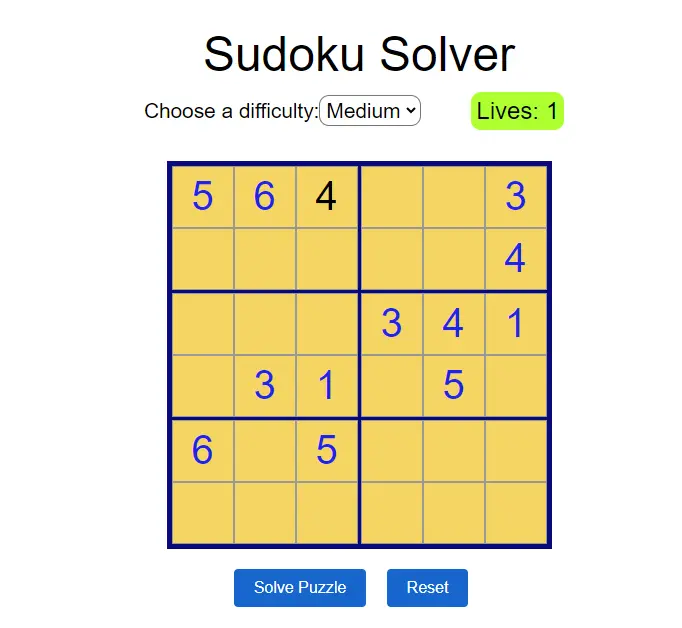 Sudoku Solver
Choose a difficulty: Medium Lives: 1
5 6 4 3
4
3 4 1
3 1 5
6 5
Solve Puzzle Reset